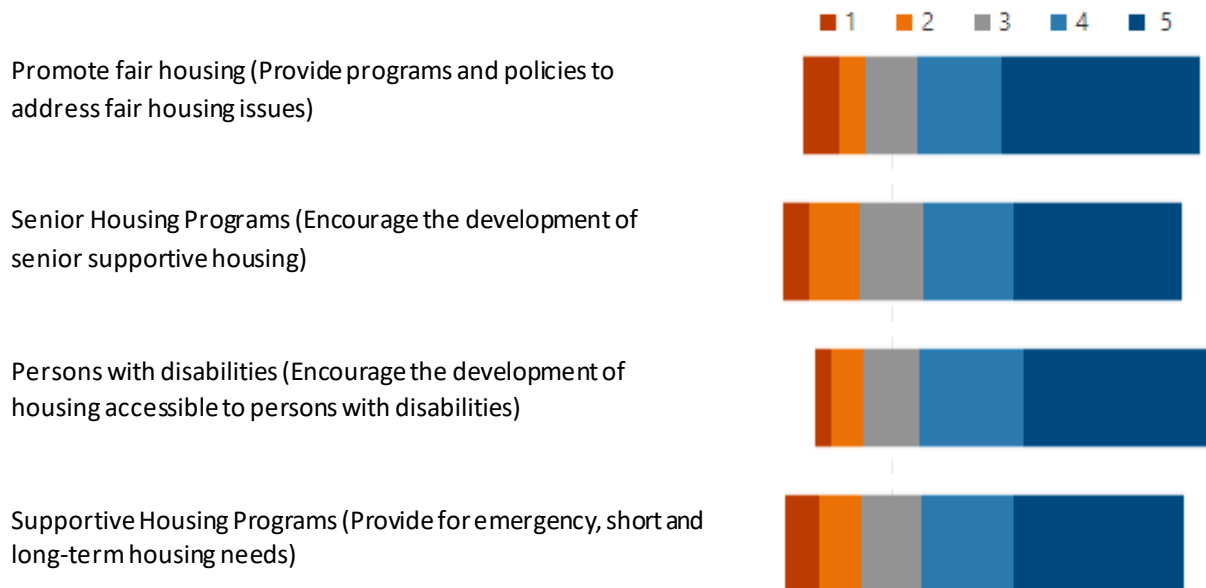 1 2 3 4 5
Promote fair housing (Provide programs and policies to
address fair housing issues)
Senior Housing Programs (Encourage the development of
senior supportive housing)
Persons with disabilities (Encourage the development of
housing accessible to persons with disabilities)
Supportive Housing Programs (Provide for emergency, short and
long-term housing needs)